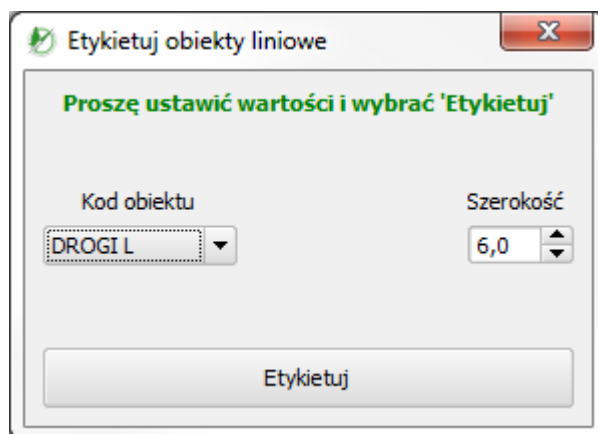 Etykietuj obiekty liniowe
Proszę ustawić wartości i wybrać 'Etykietuj'
Kod obiektu Szerokość
DROGI L 6,0
Etykietuj